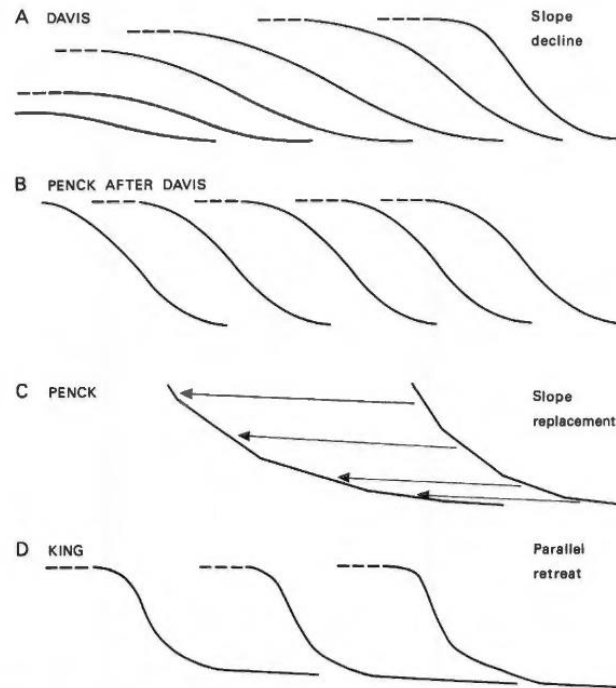 A DAVIS
Slope
decline
B PENCK AFTER DAVIS
C PENCK
Slope
replacement
D KING
Parallel
retreat